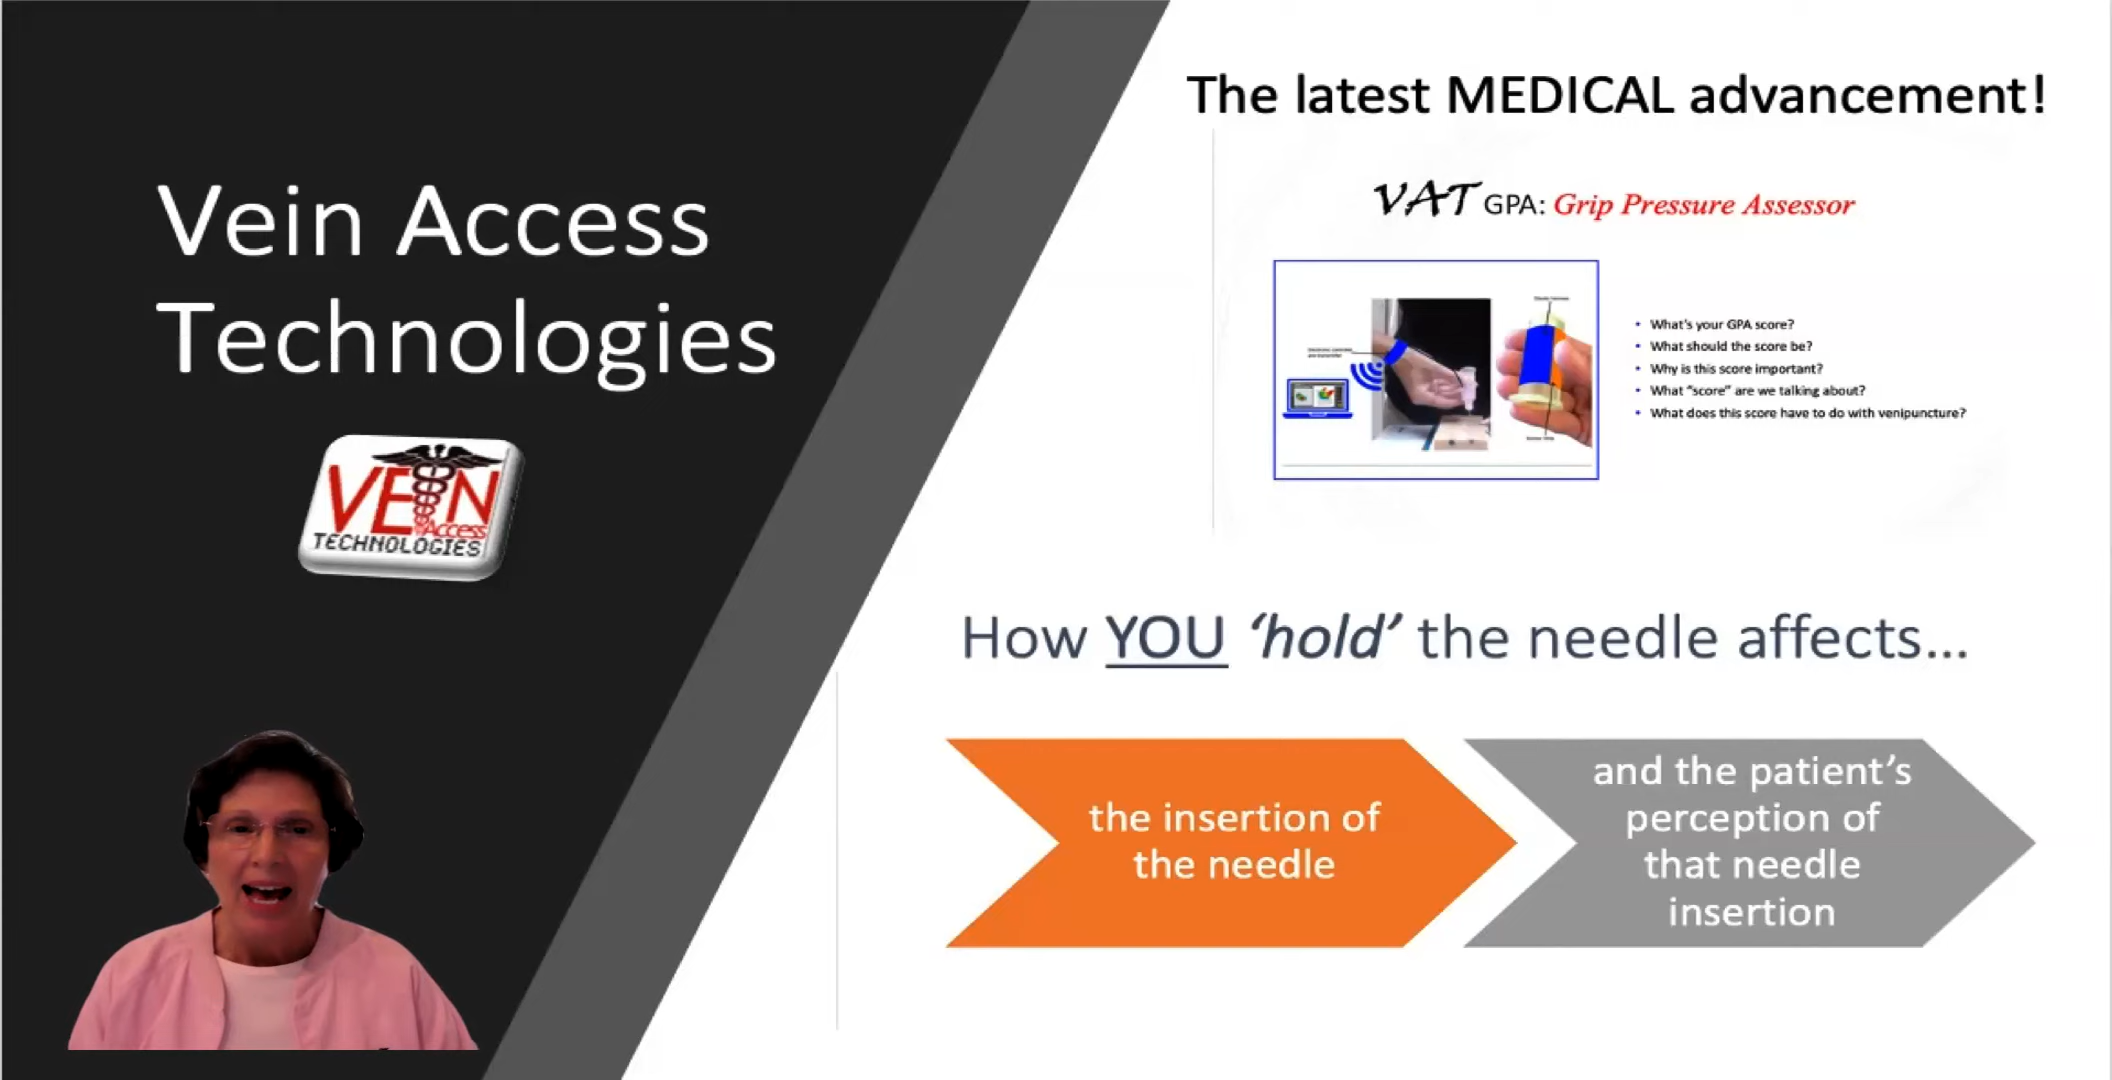 Vein Access
Technologies
VEIN
Access
TECHNOLOGIES
The latest MEDICAL advancement!
VAT GPA: Grip Pressure Assessor
• What's your GPA score?
• What should the score be?
• Why is this score important?
• What “score” are we talking about?
• What does this score have to do with venipuncture?
How YOU ‘hold’ the needle affects...
the insertion of
the needle
and the patient’s
perception of
that needle
insertion